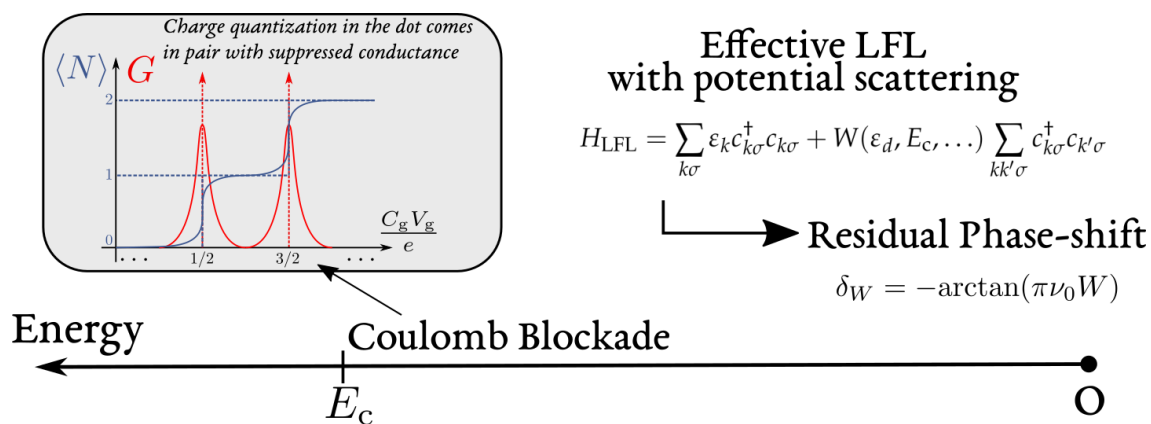 Charge quantization in the dot comes
in pair with suppressed conductance
⟨N⟩ G
2
1
0
1/2 3/2
. . . . . .
C_g V_g / e
Effective LFL
with potential scattering
H_LFL = ∑_{kσ} ε_k c†_{kσ} c_{kσ} + W(ε_d, E_c, . . .) ∑_{kk′σ} c†_{kσ} c_{k′σ}
Residual Phase-shift
δ_W = −arctan(πν₀W)
Energy
Coulomb Blockade
E_c
O